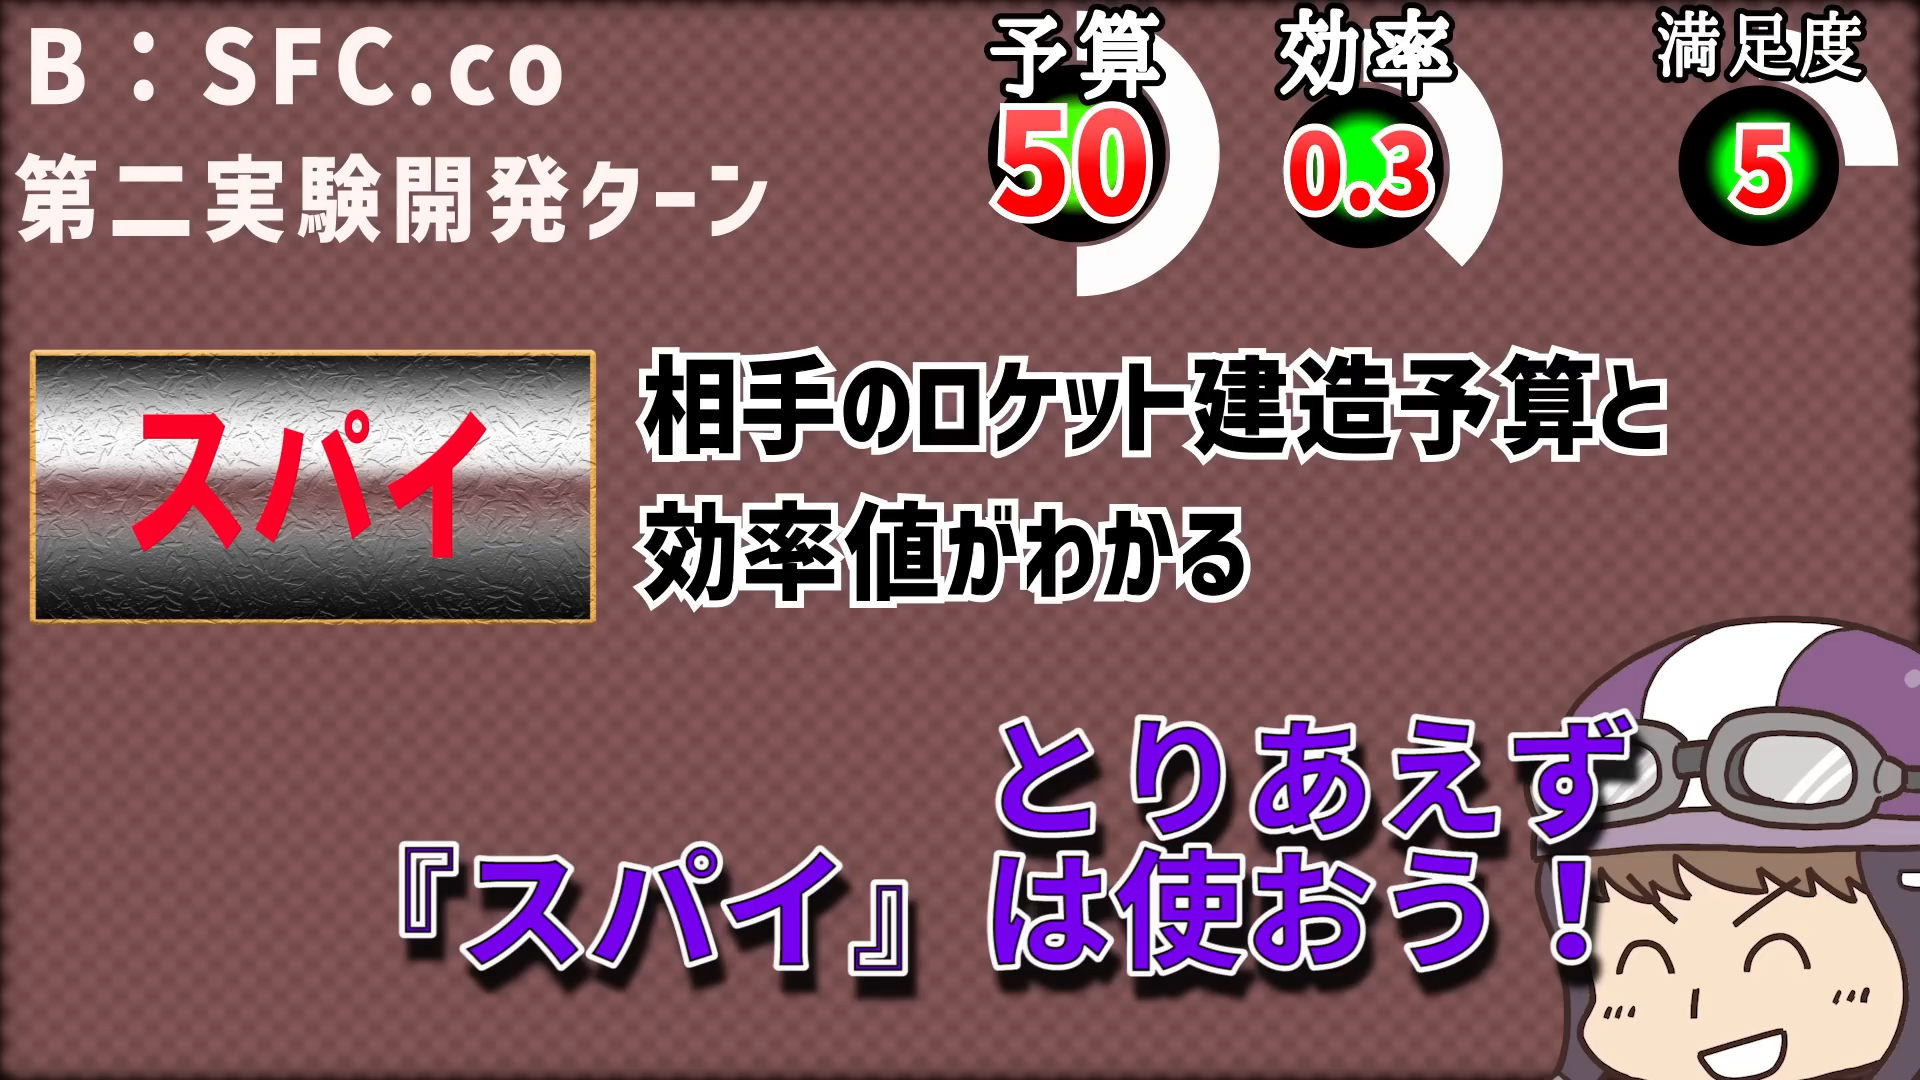 B：SFC.co
第二実験開発ターン
予算
50
効率
0.3
満足度
5
スパイ
相手のロケット建造予算と
効率値がわかる
とりあえず
『スパイ』は使おう！